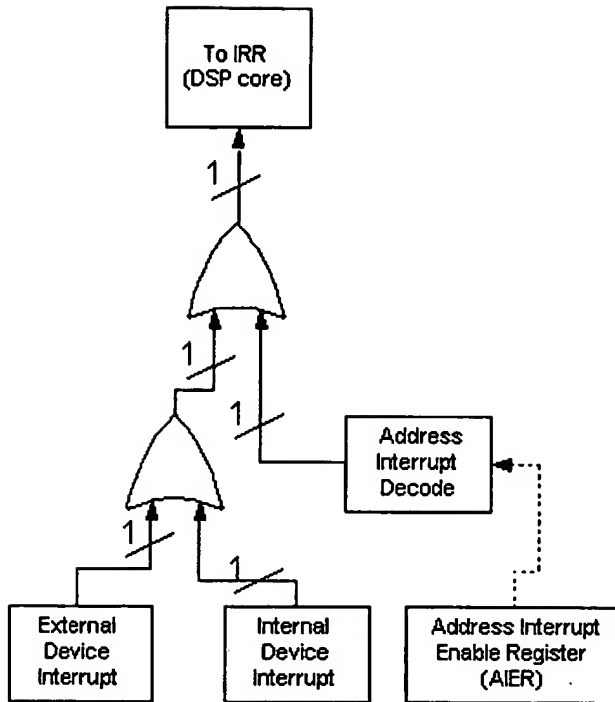 To IRR
(DSP core)
1
1
1
Address
Interrupt
Decode
1
1
External
Device
Interrupt
Internal
Device
Interrupt
Address Interrupt
Enable Register
(AIER)